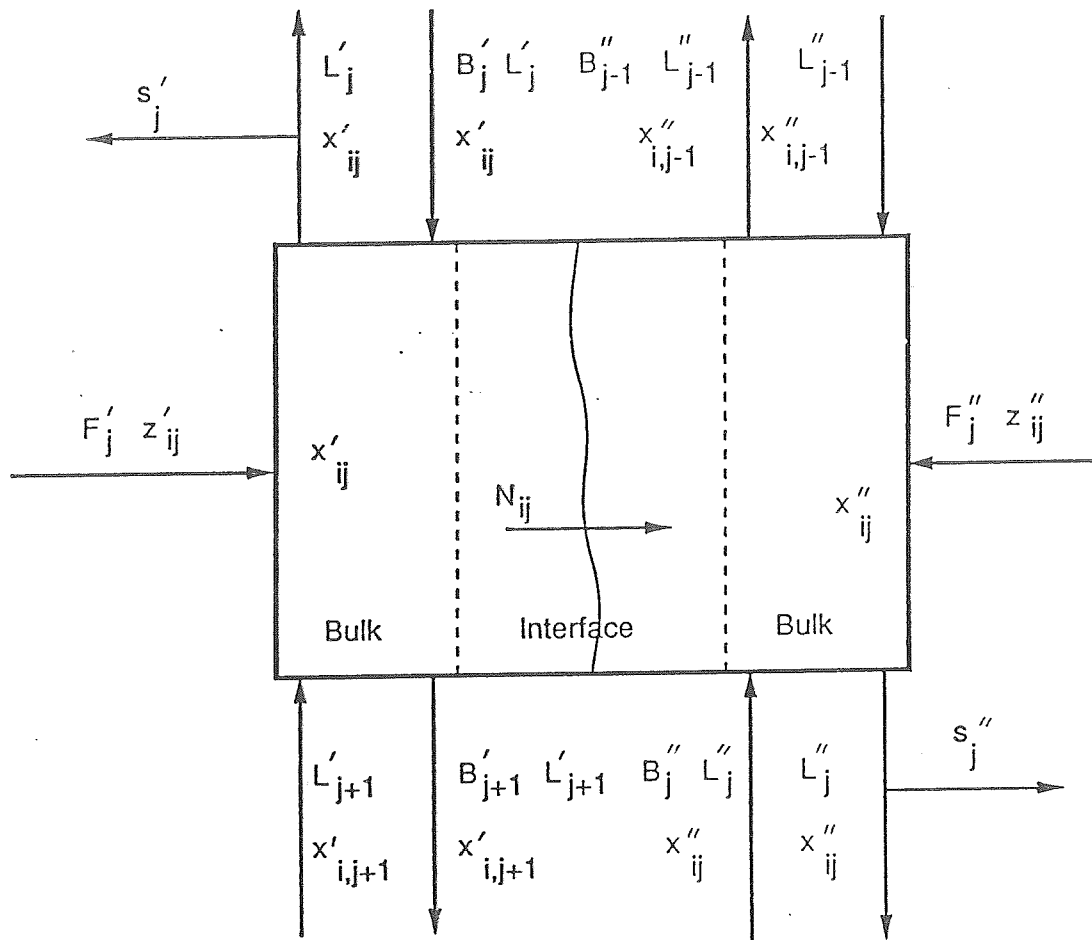 L′j B′j L′j B″j-1 L″j-1 L″j-1
s′j
x′ij x′ij x″i,j-1 x″i,j-1
F′j z′ij F″j z″ij
x′ij
Nij x″ij
Bulk Interface Bulk
s″j
L′j+1 B′j+1 L′j+1 B″j L″j L″j
x′i,j+1 x′i,j+1 x″ij x″ij